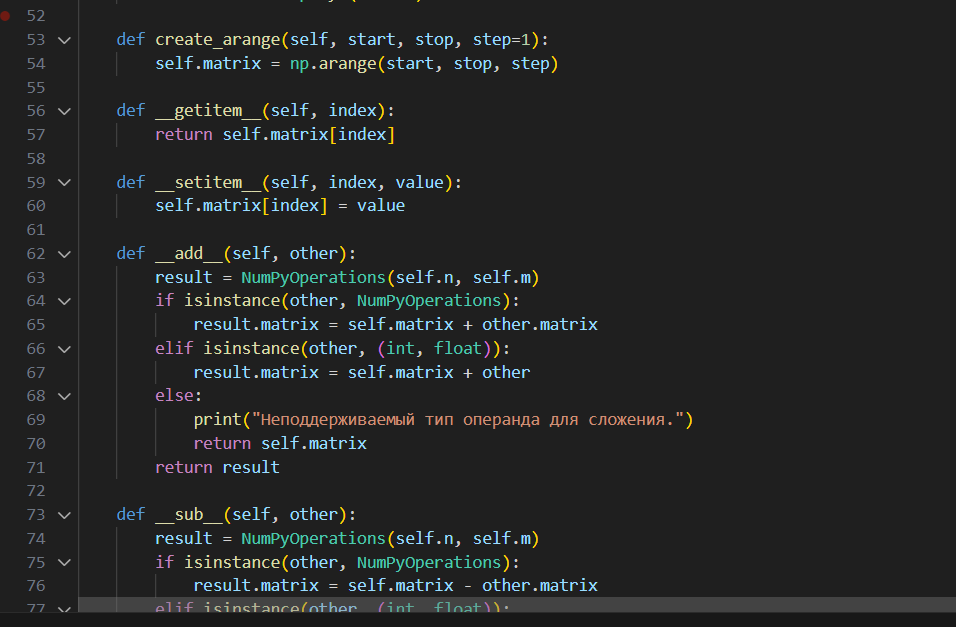 52
53 def create_arange(self, start, stop, step=1):
54 self.matrix = np.arange(start, stop, step)
55
56 def __getitem__(self, index):
57 return self.matrix[index]
58
59 def __setitem__(self, index, value):
60 self.matrix[index] = value
61
62 def __add__(self, other):
63 result = NumPyOperations(self.n, self.m)
64 if isinstance(other, NumPyOperations):
65 result.matrix = self.matrix + other.matrix
66 elif isinstance(other, (int, float)):
67 result.matrix = self.matrix + other
68 else:
69 print("Неподдерживаемый тип операнда для сложения.")
70 return self.matrix
71 return result
72
73 def __sub__(self, other):
74 result = NumPyOperations(self.n, self.m)
75 if isinstance(other, NumPyOperations):
76 result.matrix = self.matrix - other.matrix
77 elif isinstance(other, (int, float)):